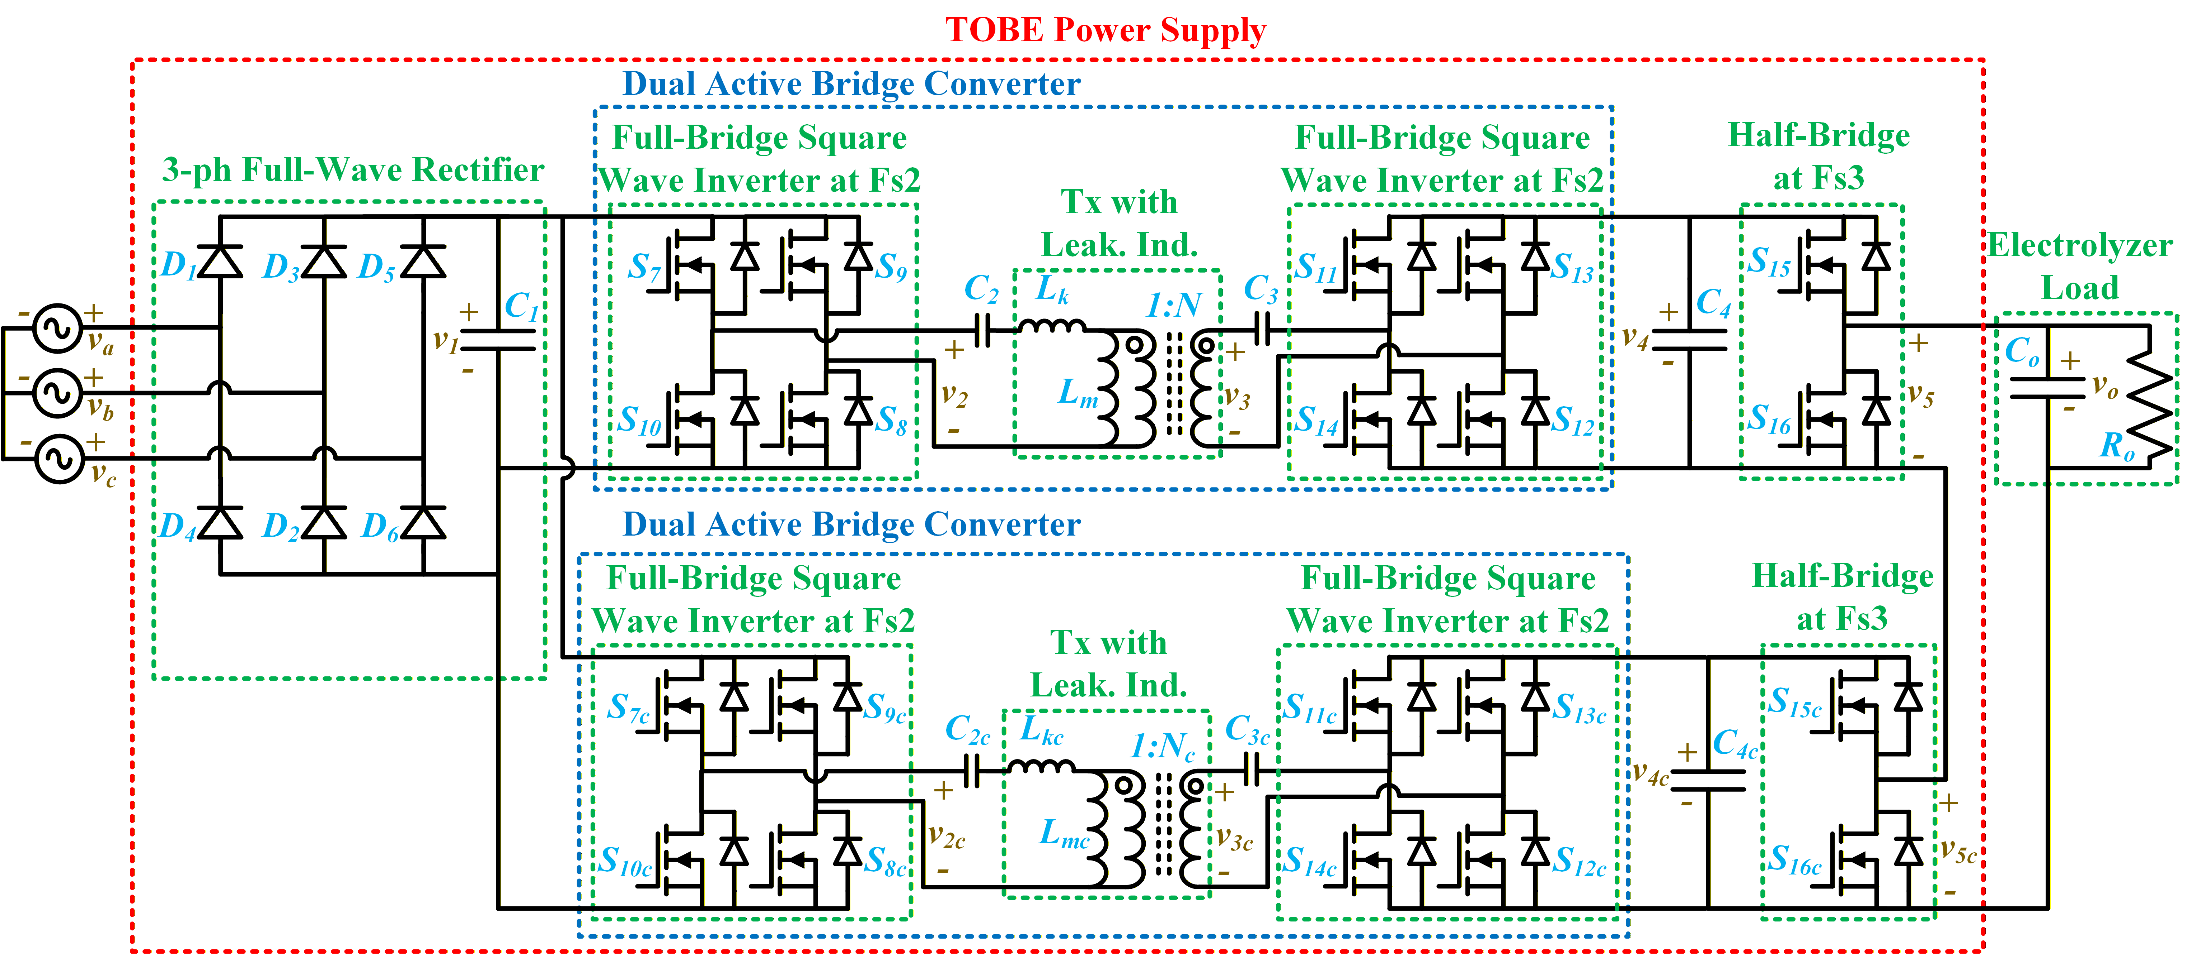 TOBE Power Supply
Dual Active Bridge Converter
Full-Bridge Square
Wave Inverter at Fs2
Full-Bridge Square
Wave Inverter at Fs2
Half-Bridge
at Fs3
3-ph Full-Wave Rectifier
Tx with
Leak. Ind.
Electrolyzer
Load
D1
D3
D5
S7
S9
S11
S13
S15
C1
C2
Lk
1:N
C3
C4
Co
- + va
+ v1 -
+ v2 -
Lm
+ v3 -
+ v4 -
+ v5 -
+ vo -
Ro
- + vb
- + vc
S10
S8
S14
S12
S16
D4
D2
D6
Dual Active Bridge Converter
Full-Bridge Square
Wave Inverter at Fs2
Full-Bridge Square
Wave Inverter at Fs2
Half-Bridge
at Fs3
Tx with
Leak. Ind.
S7c
S9c
S11c
S13c
S15c
C2c
Lkc
1:Nc
C3c
C4c
+ v2c -
Lmc
+ v3c -
+ v4c -
+ v5c -
S10c
S8c
S14c
S12c
S16c